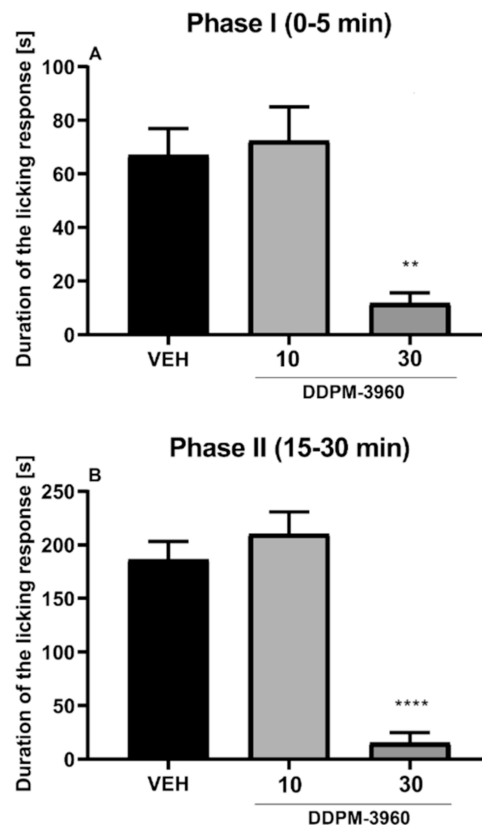 Phase I (0-5 min)
A
Duration of the licking response [s]
100
80
60
40
20
0
**
VEH
10
30
DDPM-3960
Phase II (15-30 min)
B
Duration of the licking response [s]
250
200
150
100
50
0
****
VEH
10
30
DDPM-3960